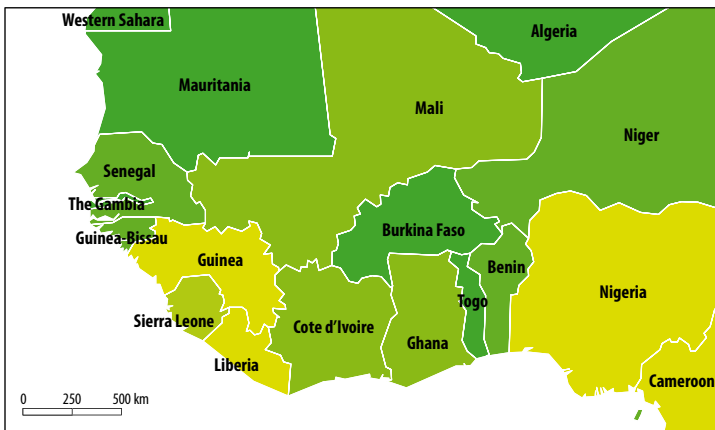 Western Sahara
Algeria
Mauritania
Mali
Niger
Senegal
The Gambia
Burkina Faso
Guinea-Bissau
Guinea
Benin
Nigeria
Togo
Sierra Leone
Cote d’Ivoire
Ghana
Liberia
Cameroon
0 250 500 km